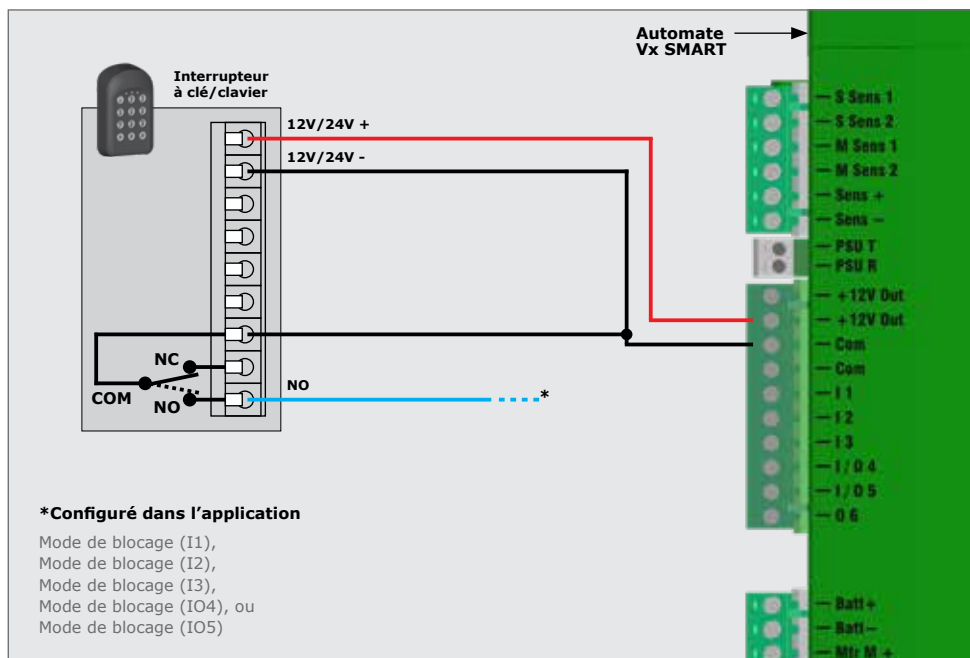 Automate
Vx SMART
Interrupteur
à clé/clavier
12V/24V +
12V/24V -
NC
COM
NO
NO
*
S Sens 1
S Sens 2
M Sens 1
M Sens 2
Sens +
Sens –
PSU T
PSU R
+12V Out
+12V Out
Com
Com
I 1
I 2
I 3
I / O 4
I / O 5
O 6
Batt+
Batt–
Mtr M +
*Configuré dans l’application
Mode de blocage (I1),
Mode de blocage (I2),
Mode de blocage (I3),
Mode de blocage (IO4), ou
Mode de blocage (IO5)